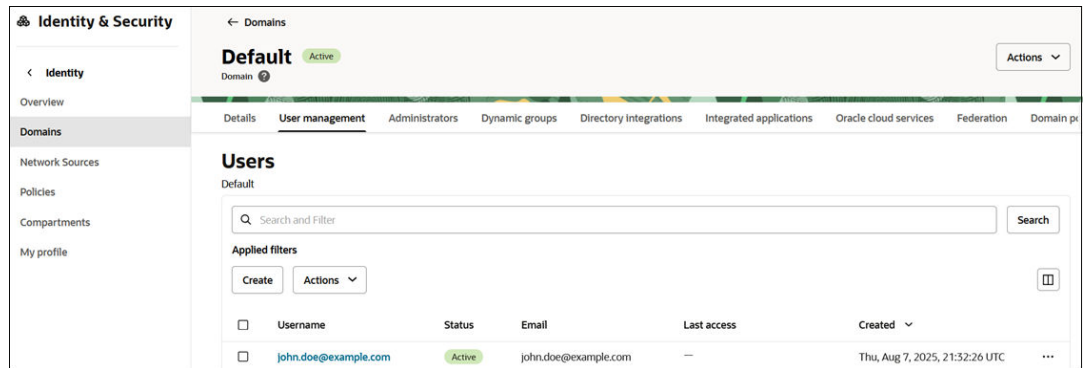 Identity & Security
← Domains
Default Active
Domain ?
Actions
< Identity
Overview
Domains
Network Sources
Policies
Compartments
My profile
Details User management Administrators Dynamic groups Directory integrations Integrated applications Oracle cloud services Federation Domain
Users
Default
Search and Filter
Search
Applied filters
Create Actions
Username Status Email Last access Created
john.doe@example.com Active john.doe@example.com — Thu, Aug 7, 2025, 21:32:26 UTC ...